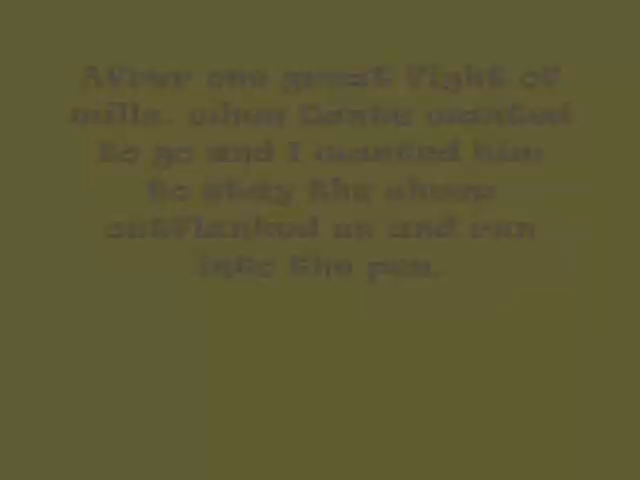 After one great fight of
wills, when wanted
to go and I wanted him
to stay the sheep
outflanked us and ran
into the pen.